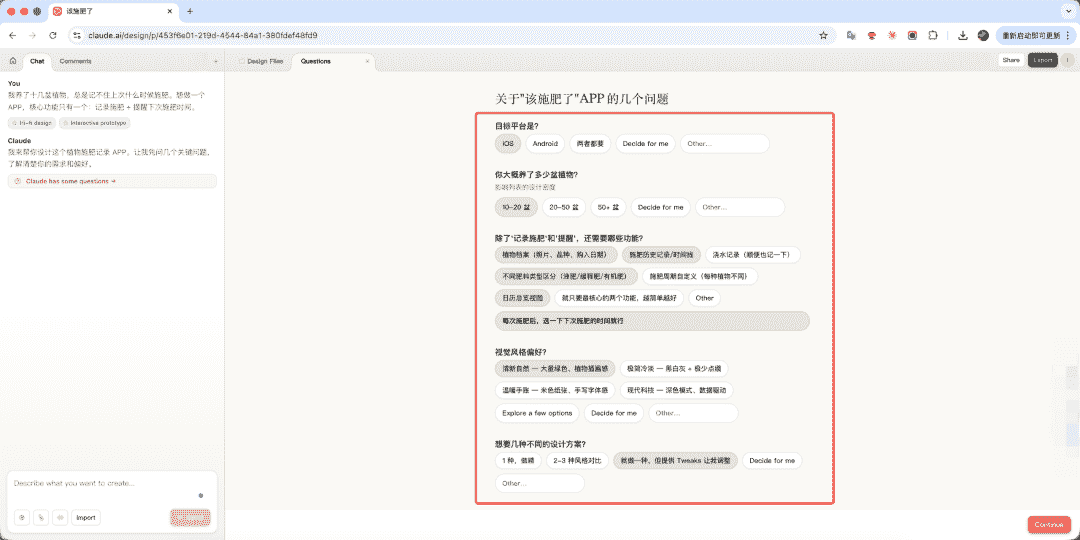 该施肥了
claude.ai/design/p/453f6e01-219d-4544-84a1-380fdef48fd9
重新启动即可更新
Chat
Comments
Design Files
Questions
Share
Export
You
我养了十几盆植物，总是记不住上次什么时候施肥。想做一个
APP，核心功能只有一个：记录施肥 + 提醒下次施肥时间。
Hi-fi design
Interactive prototype
Claude
我来帮你设计这个植物施肥记录 APP。让我先问几个关键问题，
了解清楚你的需求和偏好。
Claude has some questions →
关于"该施肥了"APP 的几个问题
目标平台是？
iOS
Android
两者都要
Decide for me
Other...
你大概养了多少盆植物？
影响列表的设计密度
10–20 盆
20–50 盆
50+ 盆
Decide for me
Other...
除了'记录施肥'和'提醒'，还需要哪些功能？
植物档案（照片、品种、购入日期）
施肥历史记录/时间线
浇水记录（顺便也记一下）
不同肥料类型区分（液肥/缓释肥/有机肥）
施肥周期自定义（每种植物不同）
日历总览视图
就只要最核心的两个功能，越简单越好
Other
每次施肥后，选一下下次施肥的时间就行
视觉风格偏好？
清新自然 — 大量绿色、植物插画感
极简冷淡 — 黑白灰 + 极少点缀
温暖手账 — 米色纸张、手写字体感
现代科技 — 深色模式、数据驱动
Explore a few options
Decide for me
Other...
想要几种不同的设计方案？
1 种，做精
2-3 种风格对比
就做一种，但提供 Tweaks 让我调整
Decide for me
Other...
Describe what you want to create...
Import
Continue